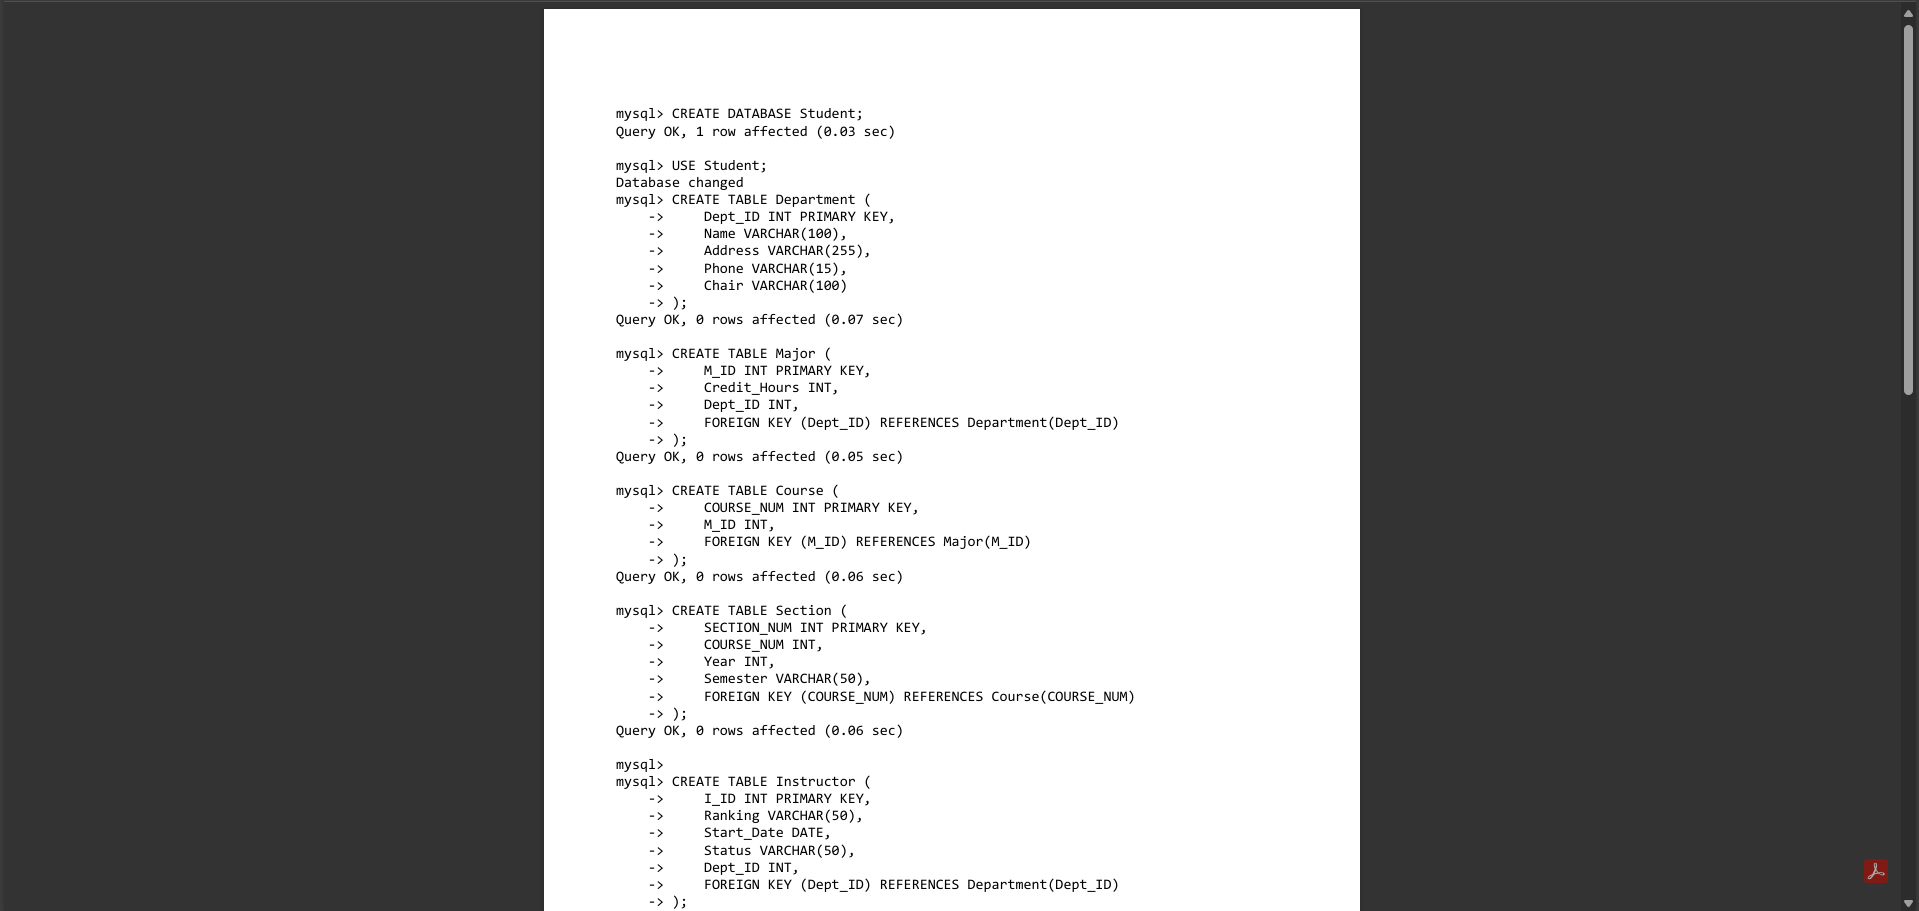 mysql> CREATE DATABASE Student;
Query OK, 1 row affected (0.03 sec)

mysql> USE Student;
Database changed
mysql> CREATE TABLE Department (
    ->     Dept_ID INT PRIMARY KEY,
    ->     Name VARCHAR(100),
    ->     Address VARCHAR(255),
    ->     Phone VARCHAR(15),
    ->     Chair VARCHAR(100)
    -> );
Query OK, 0 rows affected (0.07 sec)

mysql> CREATE TABLE Major (
    ->     M_ID INT PRIMARY KEY,
    ->     Credit_Hours INT,
    ->     Dept_ID INT,
    ->     FOREIGN KEY (Dept_ID) REFERENCES Department(Dept_ID)
    -> );
Query OK, 0 rows affected (0.05 sec)

mysql> CREATE TABLE Course (
    ->     COURSE_NUM INT PRIMARY KEY,
    ->     M_ID INT,
    ->     FOREIGN KEY (M_ID) REFERENCES Major(M_ID)
    -> );
Query OK, 0 rows affected (0.06 sec)

mysql> CREATE TABLE Section (
    ->     SECTION_NUM INT PRIMARY KEY,
    ->     COURSE_NUM INT,
    ->     Year INT,
    ->     Semester VARCHAR(50),
    ->     FOREIGN KEY (COURSE_NUM) REFERENCES Course(COURSE_NUM)
    -> );
Query OK, 0 rows affected (0.06 sec)

mysql>
mysql> CREATE TABLE Instructor (
    ->     I_ID INT PRIMARY KEY,
    ->     Ranking VARCHAR(50),
    ->     Start_Date DATE,
    ->     Status VARCHAR(50),
    ->     Dept_ID INT,
    ->     FOREIGN KEY (Dept_ID) REFERENCES Department(Dept_ID)
    -> );